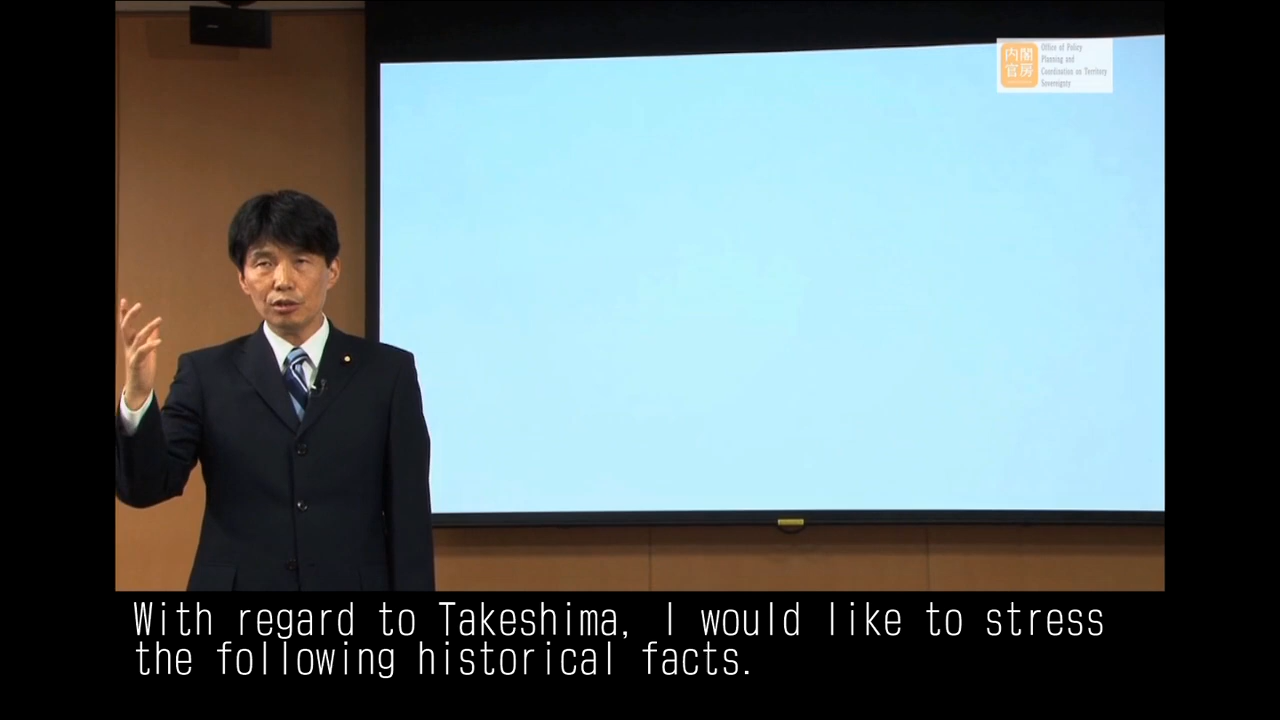 内閣
官房
Office of Policy
Planning and
Coordination on Territory
Sovereignty
With regard to Takeshima, I would like to stress
the following historical facts.